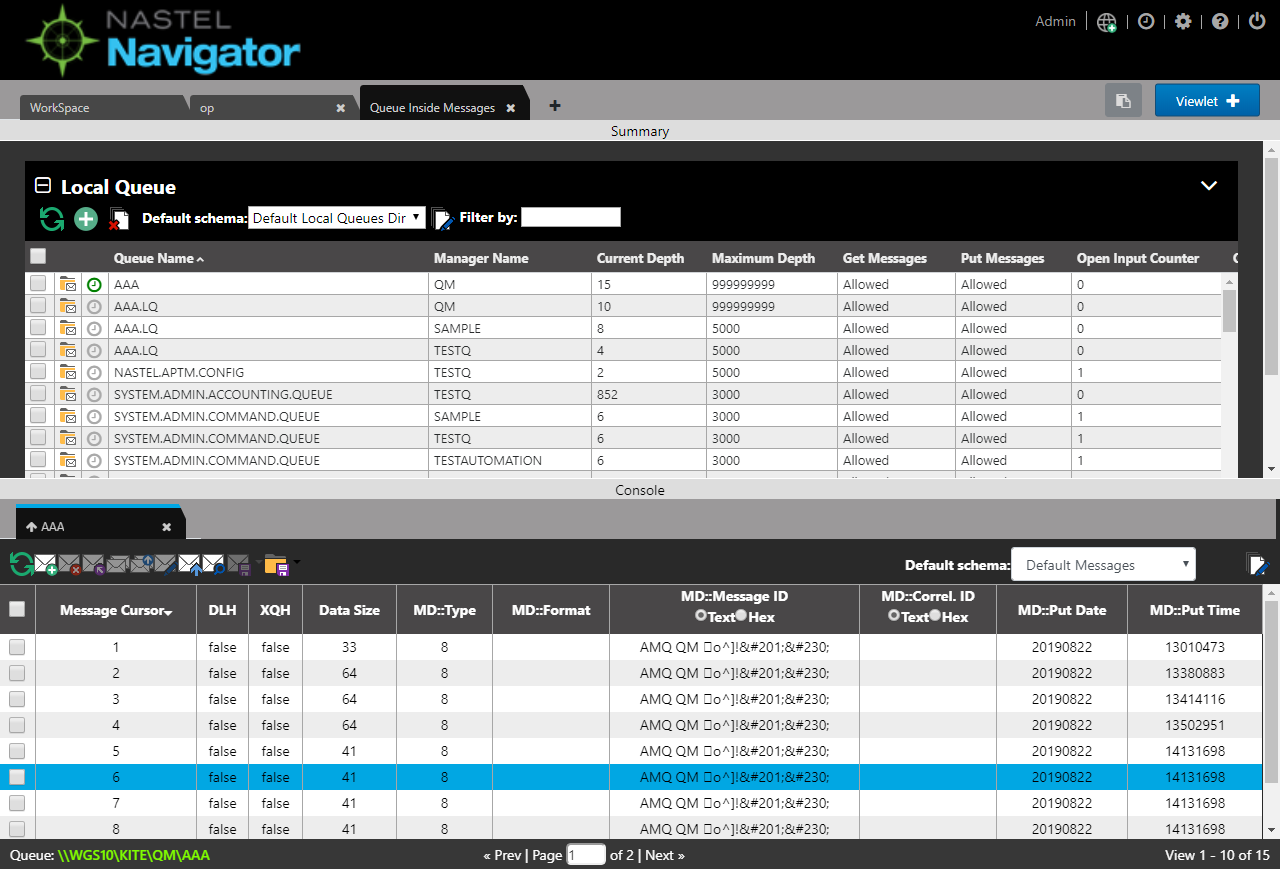 NASTEL
Navigator
Admin
WorkSpace op Queue Inside Messages Viewlet
Summary
Local Queue
Default schema: Default Local Queues Dir Filter by:
Queue Name Manager Name Current Depth Maximum Depth Get Messages Put Messages Open Input Counter
AAA QM 15 999999999 Allowed Allowed 0
AAA.LQ QM 10 999999999 Allowed Allowed 0
AAA.LQ SAMPLE 8 5000 Allowed Allowed 0
AAA.LQ TESTQ 4 5000 Allowed Allowed 0
NASTEL.APTM.CONFIG TESTQ 2 5000 Allowed Allowed 1
SYSTEM.ADMIN.ACCOUNTING.QUEUE TESTQ 852 3000 Allowed Allowed 0
SYSTEM.ADMIN.COMMAND.QUEUE SAMPLE 6 3000 Allowed Allowed 1
SYSTEM.ADMIN.COMMAND.QUEUE TESTQ 6 3000 Allowed Allowed 1
SYSTEM.ADMIN.COMMAND.QUEUE TESTAUTOMATION 6 3000 Allowed Allowed 1
Console
AAA
Default schema: Default Messages
Message Cursor DLH XQH Data Size MD::Type MD::Format MD::Message ID MD::Correl. ID MD::Put Date MD::Put Time
Text Hex Text Hex
1 false false 33 8 AMQ QM □o^]!&#201;&#230; 20190822 13010473
2 false false 64 8 AMQ QM □o^]!&#201;&#230; 20190822 13380883
3 false false 64 8 AMQ QM □o^]!&#201;&#230; 20190822 13414116
4 false false 64 8 AMQ QM □o^]!&#201;&#230; 20190822 13502951
5 false false 41 8 AMQ QM □o^]!&#201;&#230; 20190822 14131698
6 false false 41 8 AMQ QM □o^]!&#201;&#230; 20190822 14131698
7 false false 41 8 AMQ QM □o^]!&#201;&#230; 20190822 14131698
8 false false 41 8 AMQ QM □o^]!&#201;&#230; 20190822 14131698
Queue: \\WGS10\KITE\QM\AAA « Prev | Page 1 of 2 | Next » View 1 - 10 of 15